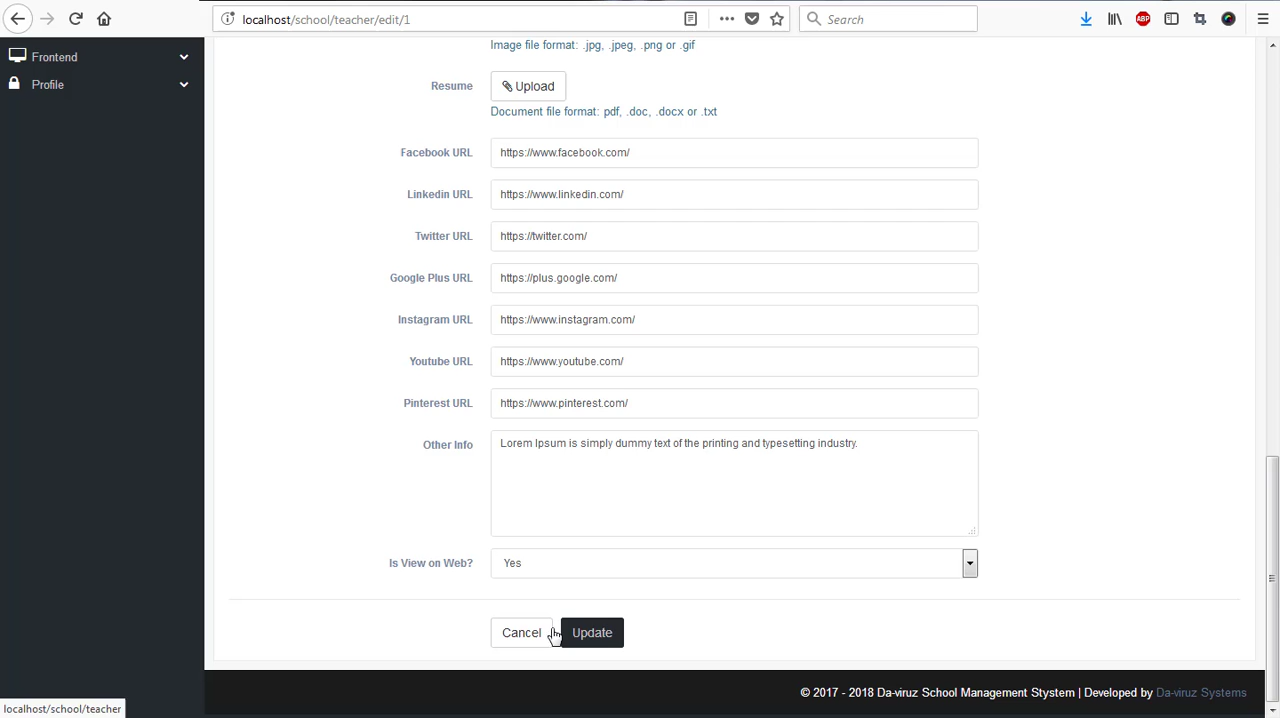 localhost/school/teacher/edit/1
Search
ABP
Frontend
Profile
Image file format: .jpg, .jpeg, .png or .gif
Resume
Upload
Document file format: pdf, .doc, .docx or .txt
Facebook URL
https://www.facebook.com/
Linkedin URL
https://www.linkedin.com/
Twitter URL
https://twitter.com/
Google Plus URL
https://plus.google.com/
Instagram URL
https://www.instagram.com/
Youtube URL
https://www.youtube.com/
Pinterest URL
https://www.pinterest.com/
Other Info
Lorem Ipsum is simply dummy text of the printing and typesetting industry.
Is View on Web?
Yes
Cancel
Update
© 2017 - 2018 Da-viruz School Management Stystem | Developed by Da-viruz Systems
localhost/school/teacher